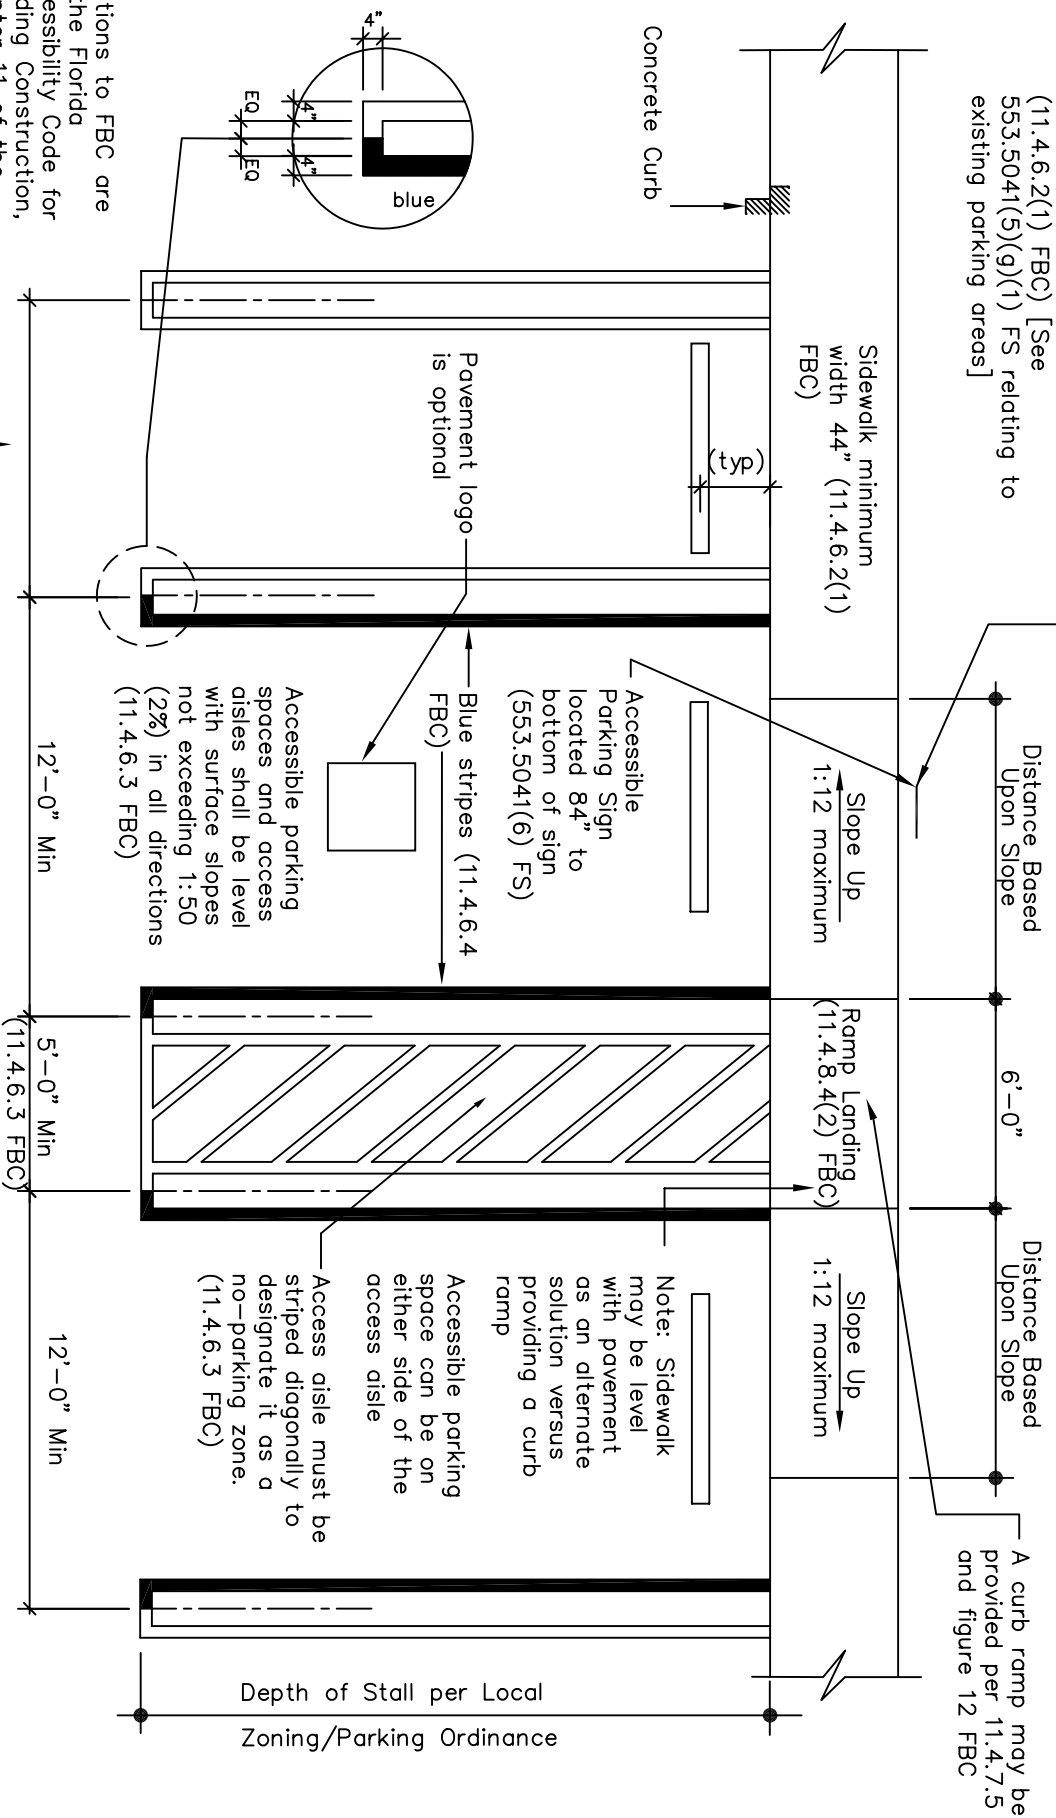 (11.4.6.2(1) FBC) [See
553.5041(5)(g)(1) FS relating to
existing parking areas]
Distance Based
Upon Slope
6'-0"
Distance Based
Upon Slope
A curb ramp may be
provided per 11.4.7.5
and figure 12 FBC
Sidewalk minimum
width 44" (11.4.6.2(1)
FBC)
Slope Up
1:12 maximum
Ramp Landing
(11.4.8.4(2) FBC)
Slope Up
1:12 maximum
Concrete Curb
(typ)
Accessible
Parking Sign
located 84" to
bottom of sign
(553.5041(6) FS)
Note: Sidewalk
may be level
with pavement
as an alternate
solution versus
providing a curb
ramp
Pavement logo
is optional
Blue stripes (11.4.6.4
FBC)
Accessible parking
space can be on
either side of the
access aisle
Accessible parking
spaces and access
aisles shall be level
with surface slopes
not exceeding 1:50
(2%) in all directions
(11.4.6.3 FBC)
Access aisle must be
striped diagonally to
designate it as a
no-parking zone.
(11.4.6.3 FBC)
4"
4"
4"
EQ
EQ
blue
12'-0" Min
5'-0" Min
(11.4.6.3 FBC)
12'-0" Min
Depth of Stall per Local
Zoning/Parking Ordinance
tions to FBC are
the Florida
essibility Code for
ding Construction,
11 of the